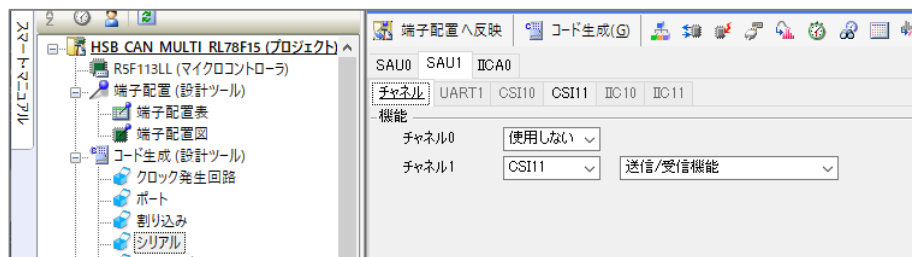 スマートマニュアル
HSB_CAN_MULTI_RL78F15 (プロジェクト)
R5F113LL (マイクロコントローラ)
端子配置 (設計ツール)
端子配置表
端子配置図
コード生成 (設計ツール)
クロック発生回路
ポート
割り込み
シリアル
端子配置へ反映
コード生成(G)
SAU0 SAU1 IICA0
チャネル UART1 CSI10 CSI11 IIC10 IIC11
機能
チャネル0 使用しない
チャネル1 CSI11 送信/受信機能